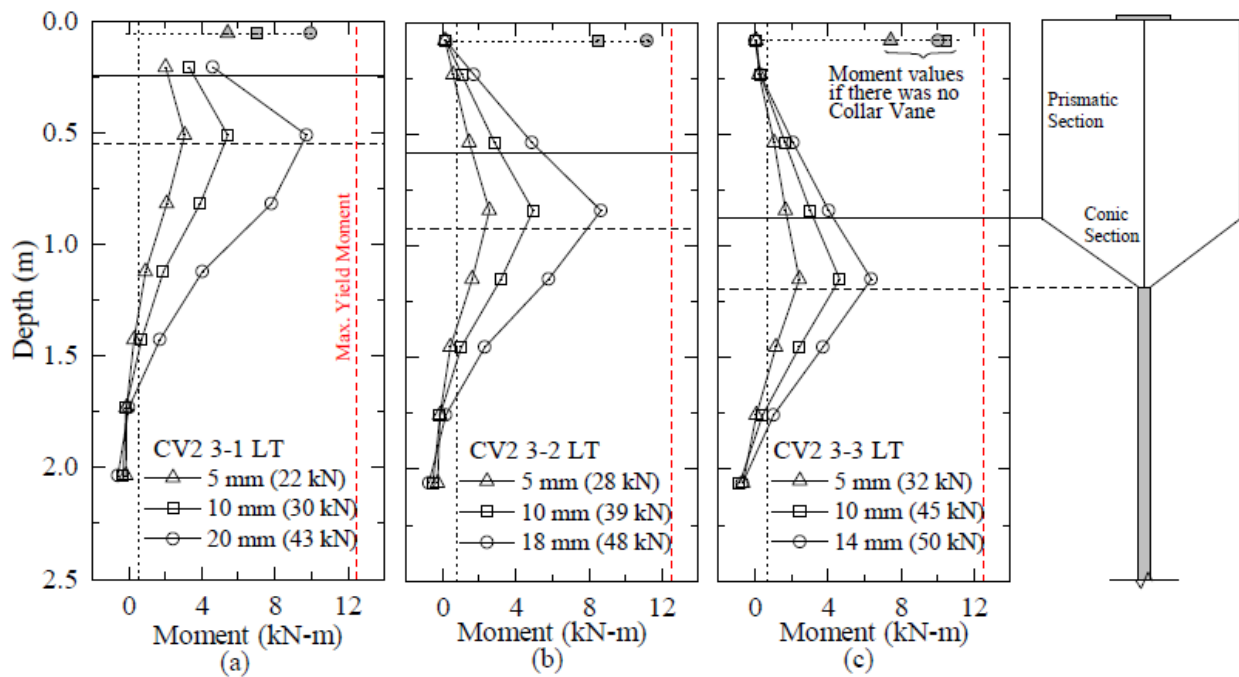 0.0
0.5
1.0
1.5
2.0
2.5
Depth (m)
Max. Yield Moment
CV2 3-1 LT
5 mm (22 kN)
10 mm (30 kN)
20 mm (43 kN)
0 4 8 12
Moment (kN-m)
(a)
CV2 3-2 LT
5 mm (28 kN)
10 mm (39 kN)
18 mm (48 kN)
0 4 8 12
Moment (kN-m)
(b)
Moment values
if there was no
Collar Vane
CV2 3-3 LT
5 mm (32 kN)
10 mm (45 kN)
14 mm (50 kN)
0 4 8 12
Moment (kN-m)
(c)
Prismatic
Section
Conic
Section